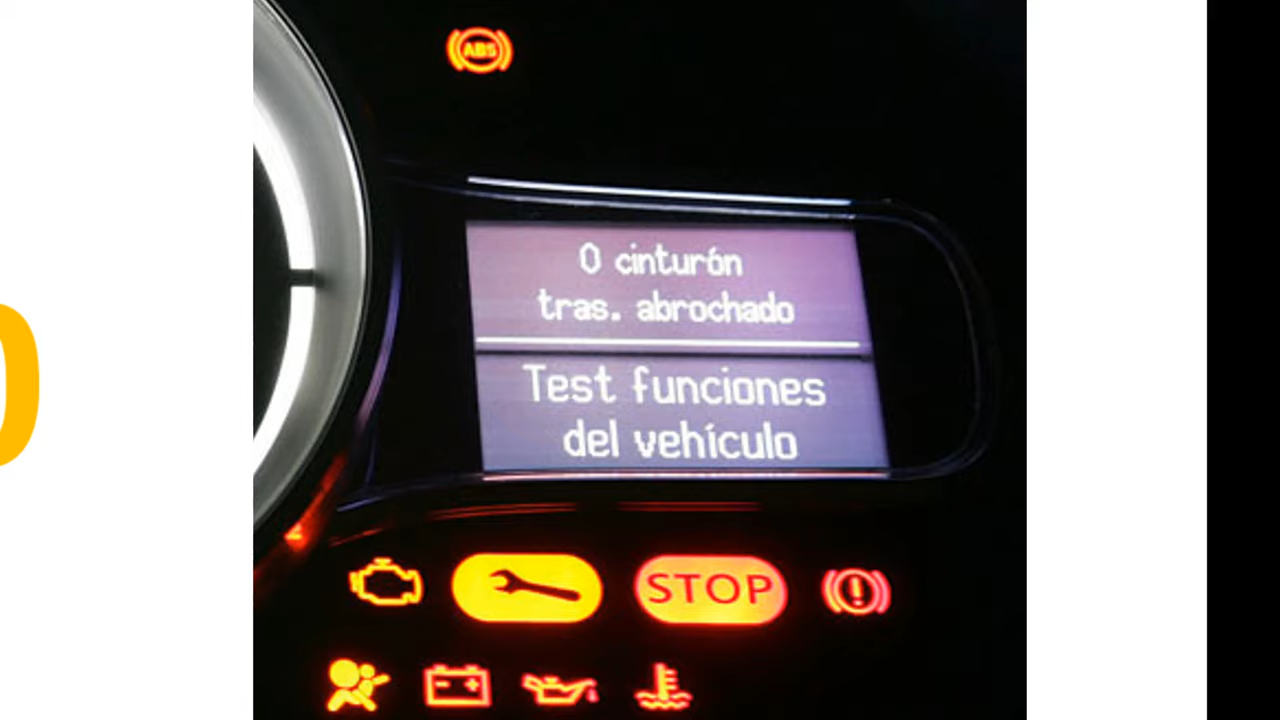 ABS
0 cinturón
tras. abrochado
Test funciones
del vehículo
STOP